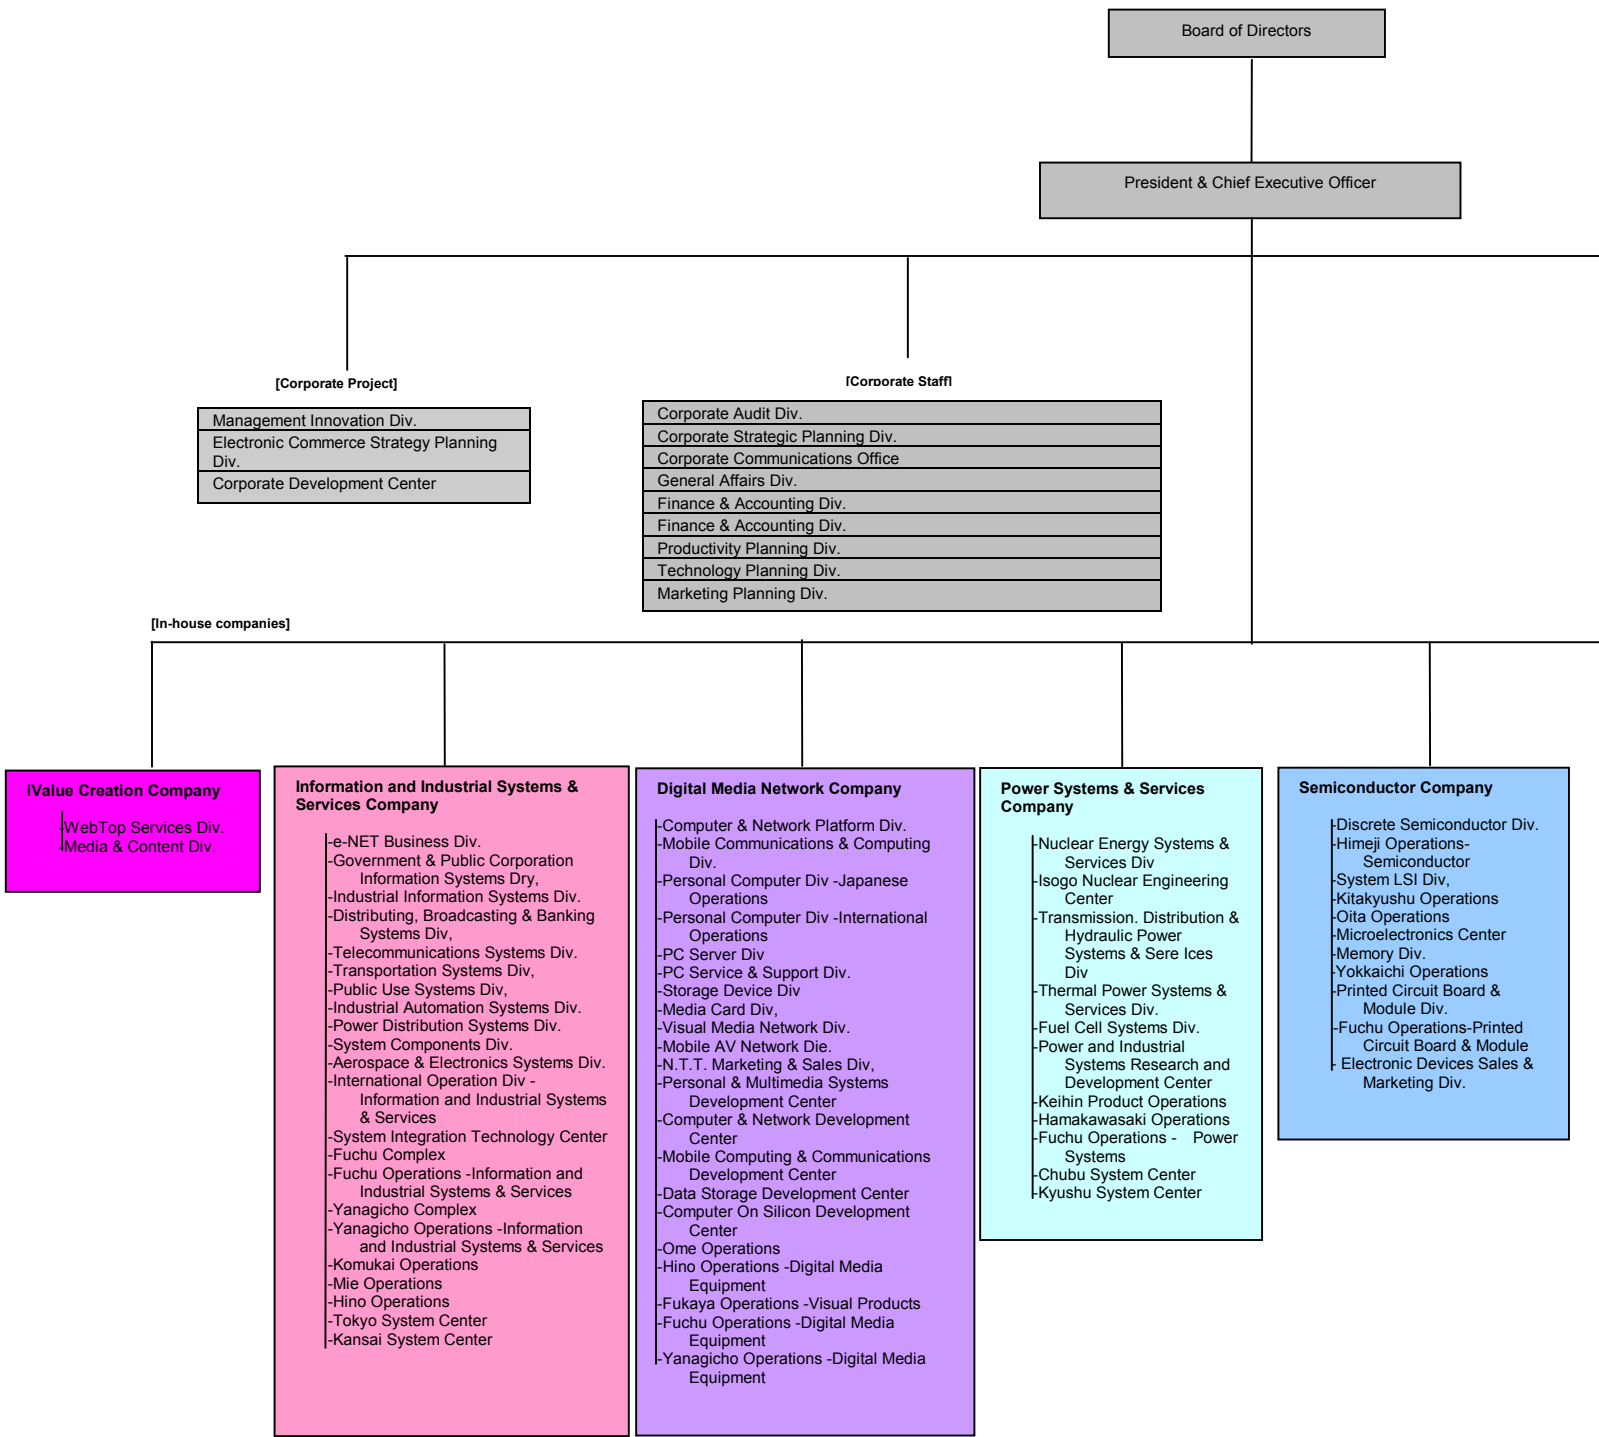 Board of Directors
President & Chief Executive Officer
[Corporate Project]
Management Innovation Div.
Electronic Commerce Strategy Planning
Div.
Corporate Development Center
[Corporate Staff]
Corporate Audit Div.
Corporate Strategic Planning Div.
Corporate Communications Office
General Affairs Div.
Finance & Accounting Div.
Finance & Accounting Div.
Productivity Planning Div.
Technology Planning Div.
Marketing Planning Div.
[In-house companies]
iValue Creation Company
-WebTop Services Div.
-Media & Content Div.
Information and Industrial Systems &
Services Company
-e-NET Business Div.
-Government & Public Corporation
Information Systems Dry,
-Industrial Information Systems Div.
-Distributing, Broadcasting & Banking
Systems Div,
-Telecommunications Systems Div.
-Transportation Systems Div,
-Public Use Systems Div,
-Industrial Automation Systems Div.
-Power Distribution Systems Div.
-System Components Div.
-Aerospace & Electronics Systems Div.
-International Operation Div -
Information and Industrial Systems
& Services
-System Integration Technology Center
-Fuchu Complex
-Fuchu Operations -Information and
Industrial Systems & Services
-Yanagicho Complex
-Yanagicho Operations -Information
and Industrial Systems & Services
-Komukai Operations
-Mie Operations
-Hino Operations
-Tokyo System Center
-Kansai System Center
Digital Media Network Company
-Computer & Network Platform Div.
-Mobile Communications & Computing
Div.
-Personal Computer Div -Japanese
Operations
-Personal Computer Div -International
Operations
-PC Server Div
-PC Service & Support Div.
-Storage Device Div
-Media Card Div,
-Visual Media Network Div.
-Mobile AV Network Die.
-N.T.T. Marketing & Sales Div,
-Personal & Multimedia Systems
Development Center
-Computer & Network Development
Center
-Mobile Computing & Communications
Development Center
-Data Storage Development Center
-Computer On Silicon Development
Center
-Ome Operations
-Hino Operations -Digital Media
Equipment
-Fukaya Operations -Visual Products
-Fuchu Operations -Digital Media
Equipment
-Yanagicho Operations -Digital Media
Equipment
Power Systems & Services
Company
-Nuclear Energy Systems &
Services Div
-Isogo Nuclear Engineering
Center
-Transmission. Distribution &
Hydraulic Power
Systems & Sere Ices
Div
-Thermal Power Systems &
Services Div.
-Fuel Cell Systems Div.
-Power and Industrial
Systems Research and
Development Center
-Keihin Product Operations
-Hamakawasaki Operations
-Fuchu Operations - Power
Systems
-Chubu System Center
-Kyushu System Center
Semiconductor Company
-Discrete Semiconductor Div.
-Himeji Operations-
Semiconductor
-System LSI Div,
-Kitakyushu Operations
-Oita Operations
-Microelectronics Center
-Memory Div.
-Yokkaichi Operations
-Printed Circuit Board &
Module Div.
-Fuchu Operations-Printed
Circuit Board & Module
- Electronic Devices Sales &
Marketing Div.